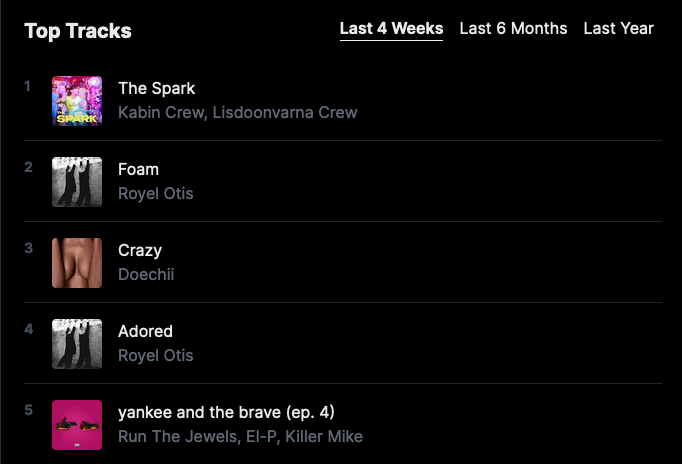 Top Tracks
Last 4 Weeks Last 6 Months Last Year
1
The Spark
Kabin Crew, Lisdoonvarna Crew
SPARK
2
Foam
Royel Otis
3
Crazy
Doechii
4
Adored
Royel Otis
5
yankee and the brave (ep. 4)
Run The Jewels, El-P, Killer Mike